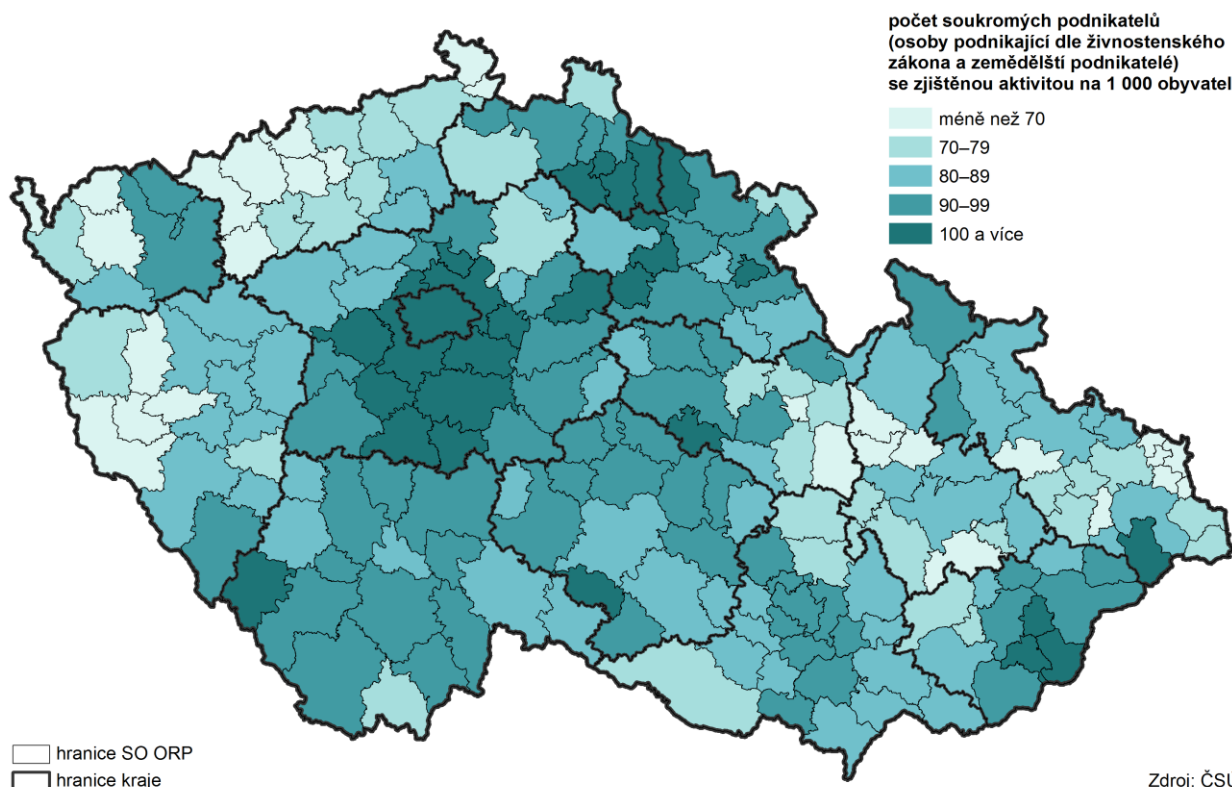 počet soukromých podnikatelů
(osoby podnikající dle živnostenského
zákona a zemědělští podnikatelé)
se zjištěnou aktivitou na 1 000 obyvatel
méně než 70
70–79
80–89
90–99
100 a více
hranice SO ORP
hranice kraje
Zdroj: ČSÚ